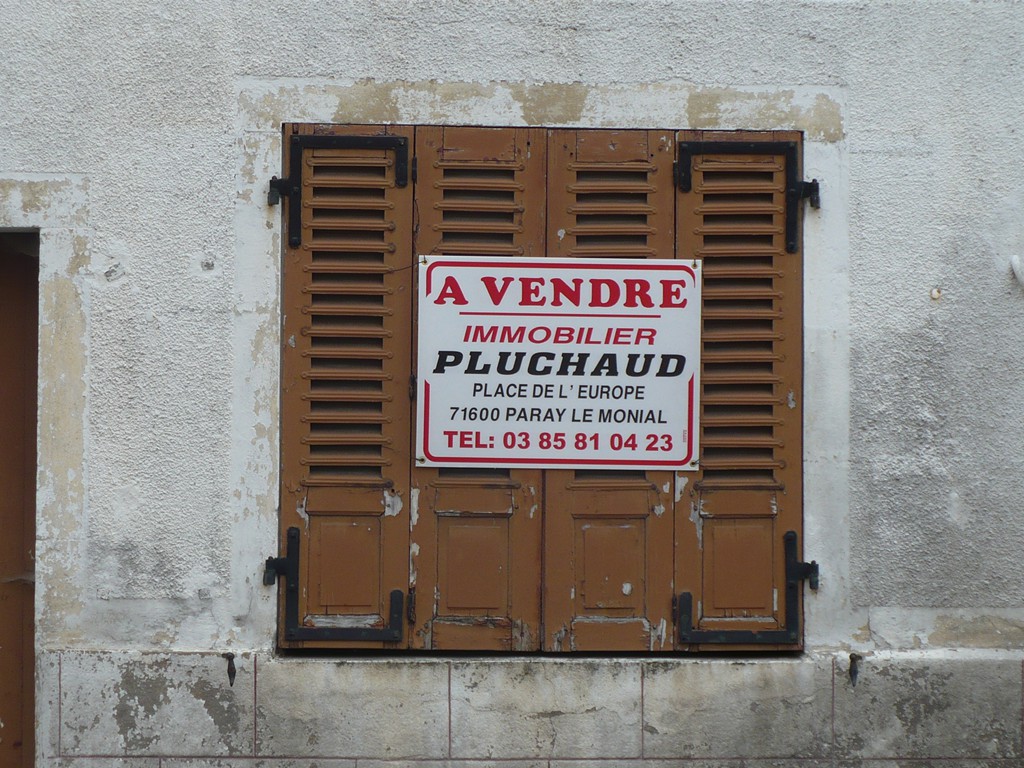 A VENDRE
IMMOBILIER
PLUCHAUD
PLACE DE L' EUROPE
71600 PARAY LE MONIAL
TEL: 03 85 81 04 23